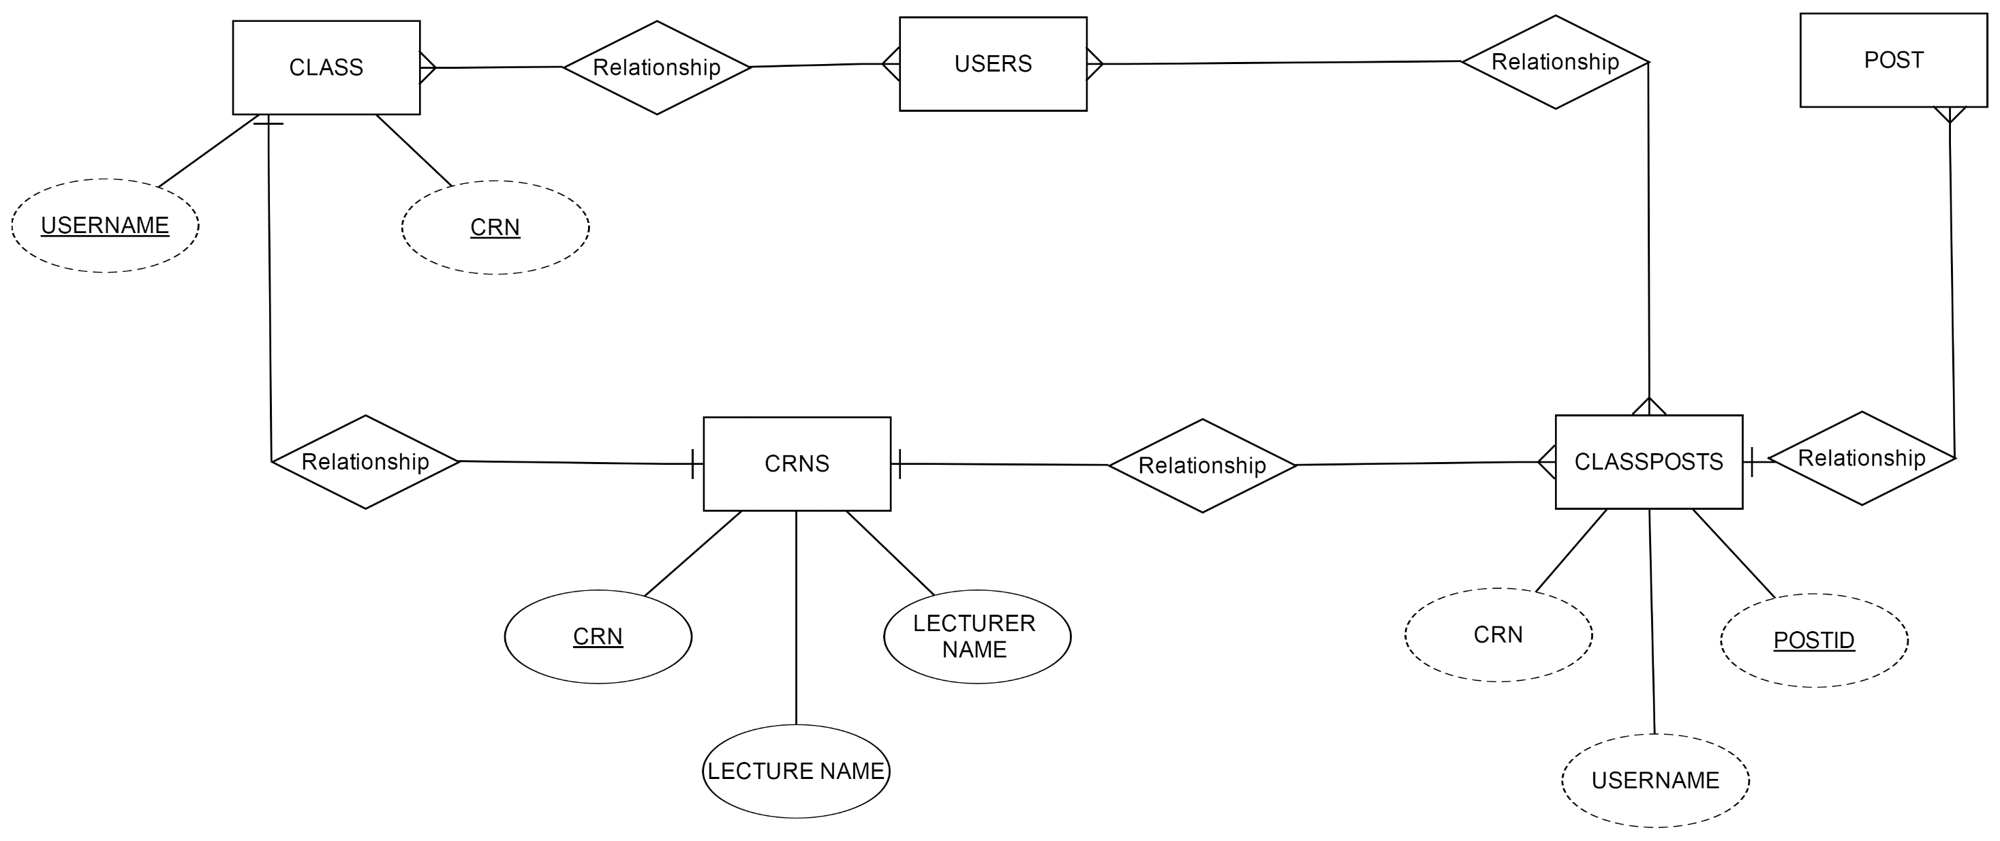 CLASS
Relationship
USERS
Relationship
POST
USERNAME
CRN
Relationship
CRNS
Relationship
CLASSPOSTS
Relationship
CRN
LECTURER
NAME
CRN
POSTID
LECTURE NAME
USERNAME